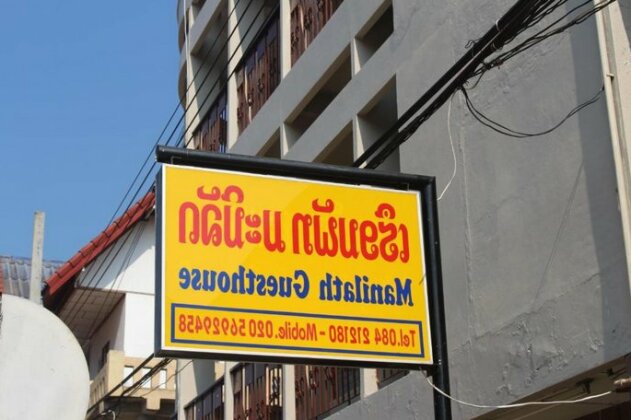 ເຮືອນພັກ ມະນີລັດ
Manilath Guesthouse
Tel.084 212180 - Mobile.020 56929458